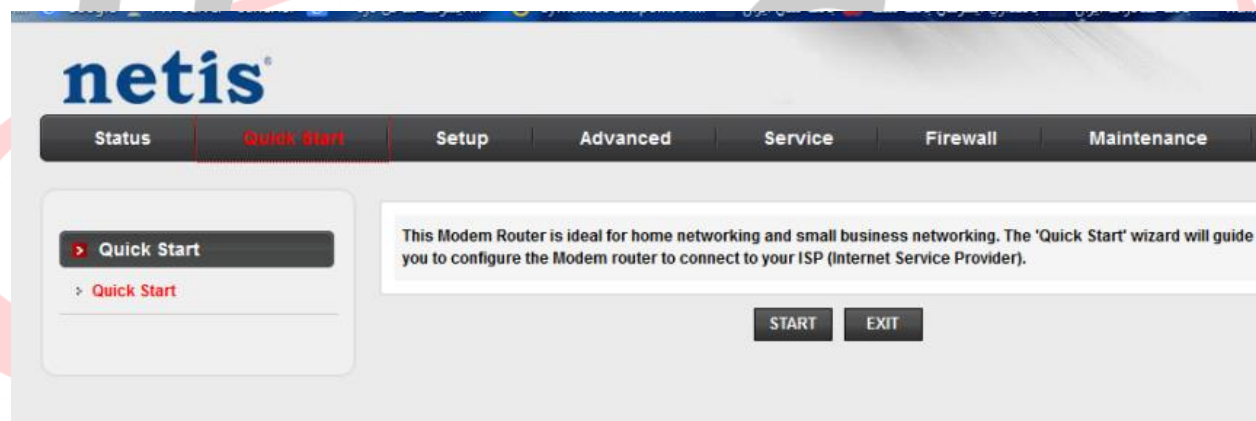 netis
Status Quick Start Setup Advanced Service Firewall Maintenance
Quick Start
Quick Start
This Modem Router is ideal for home networking and small business networking. The 'Quick Start' wizard will guide
you to configure the Modem router to connect to your ISP (Internet Service Provider).
START EXIT